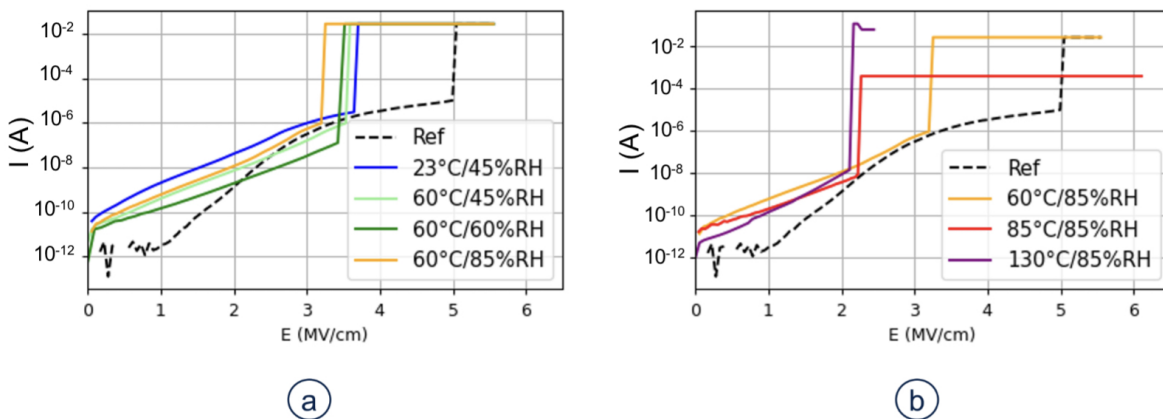 I (A)
10⁻²
10⁻⁴
10⁻⁶
10⁻⁸
10⁻¹⁰
10⁻¹²
Ref
23°C/45%RH
60°C/45%RH
60°C/60%RH
60°C/85%RH
0 1 2 3 4 5 6
E (MV/cm)
a
I (A)
10⁻²
10⁻⁴
10⁻⁶
10⁻⁸
10⁻¹⁰
10⁻¹²
Ref
60°C/85%RH
85°C/85%RH
130°C/85%RH
0 1 2 3 4 5 6
E (MV/cm)
b